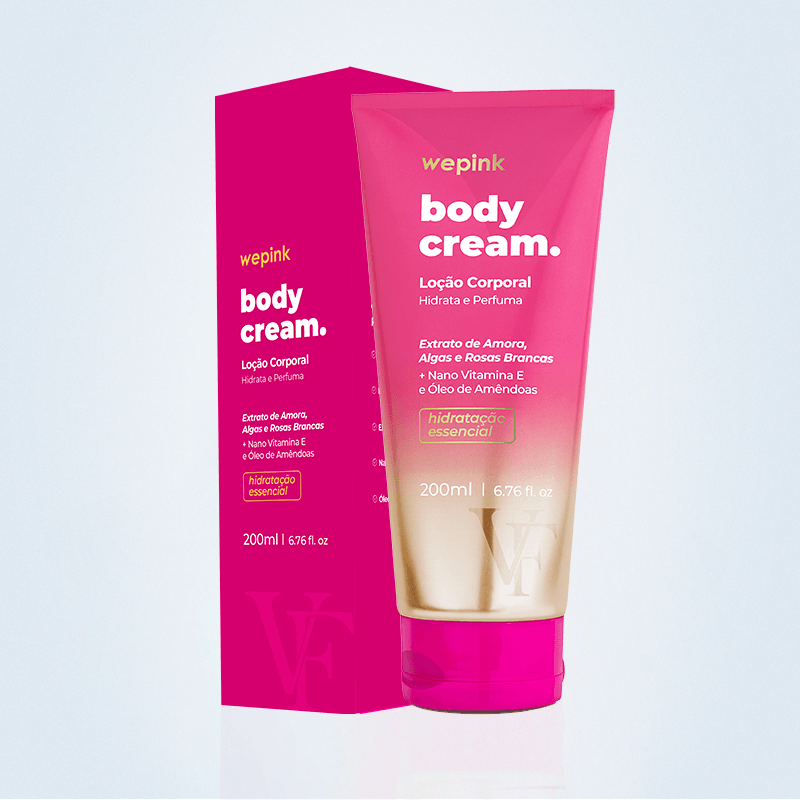 wepink
body
cream.
Loção Corporal
Hidrata e Perfuma
Extrato de Amora,
Algas e Rosas Brancas
+ Nano Vitamina E
e Óleo de Amêndoas
hidratação
essencial
200ml | 6.76 fl. oz
VF
wepink
body
cream.
Loção Corporal
Hidrata e Perfuma
Extrato de Amora,
Algas e Rosas Brancas
+ Nano Vitamina E
e Óleo de Amêndoas
hidratação
essencial
200ml | 6.76 fl. oz
VF